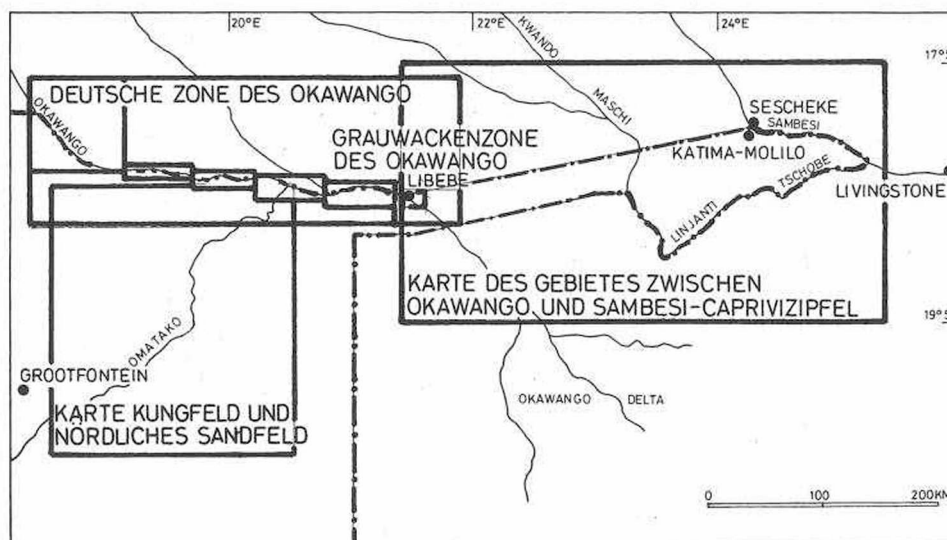 20°E
22°E
24°E
17°S
KWANDO
DEUTSCHE ZONE DES OKAWANGO
OKAWANGO
MASCHI
SESCHEKE
SAMBESI
GRAUWACKENZONE
DES OKAWANGO
KATIMA-MOLILO
LIBEBE
TSCHOBE
LIVINGSTONE
LINJANTI
KARTE DES GEBIETES ZWISCHEN
OKAWANGO UND SAMBESI-CAPRIVIZIPFEL
19°S
OMATAKO
GROOTFONTEIN
KARTE KUNGFELD UND
NÖRDLICHES SANDFELD
OKAWANGO DELTA
0 100 200KM